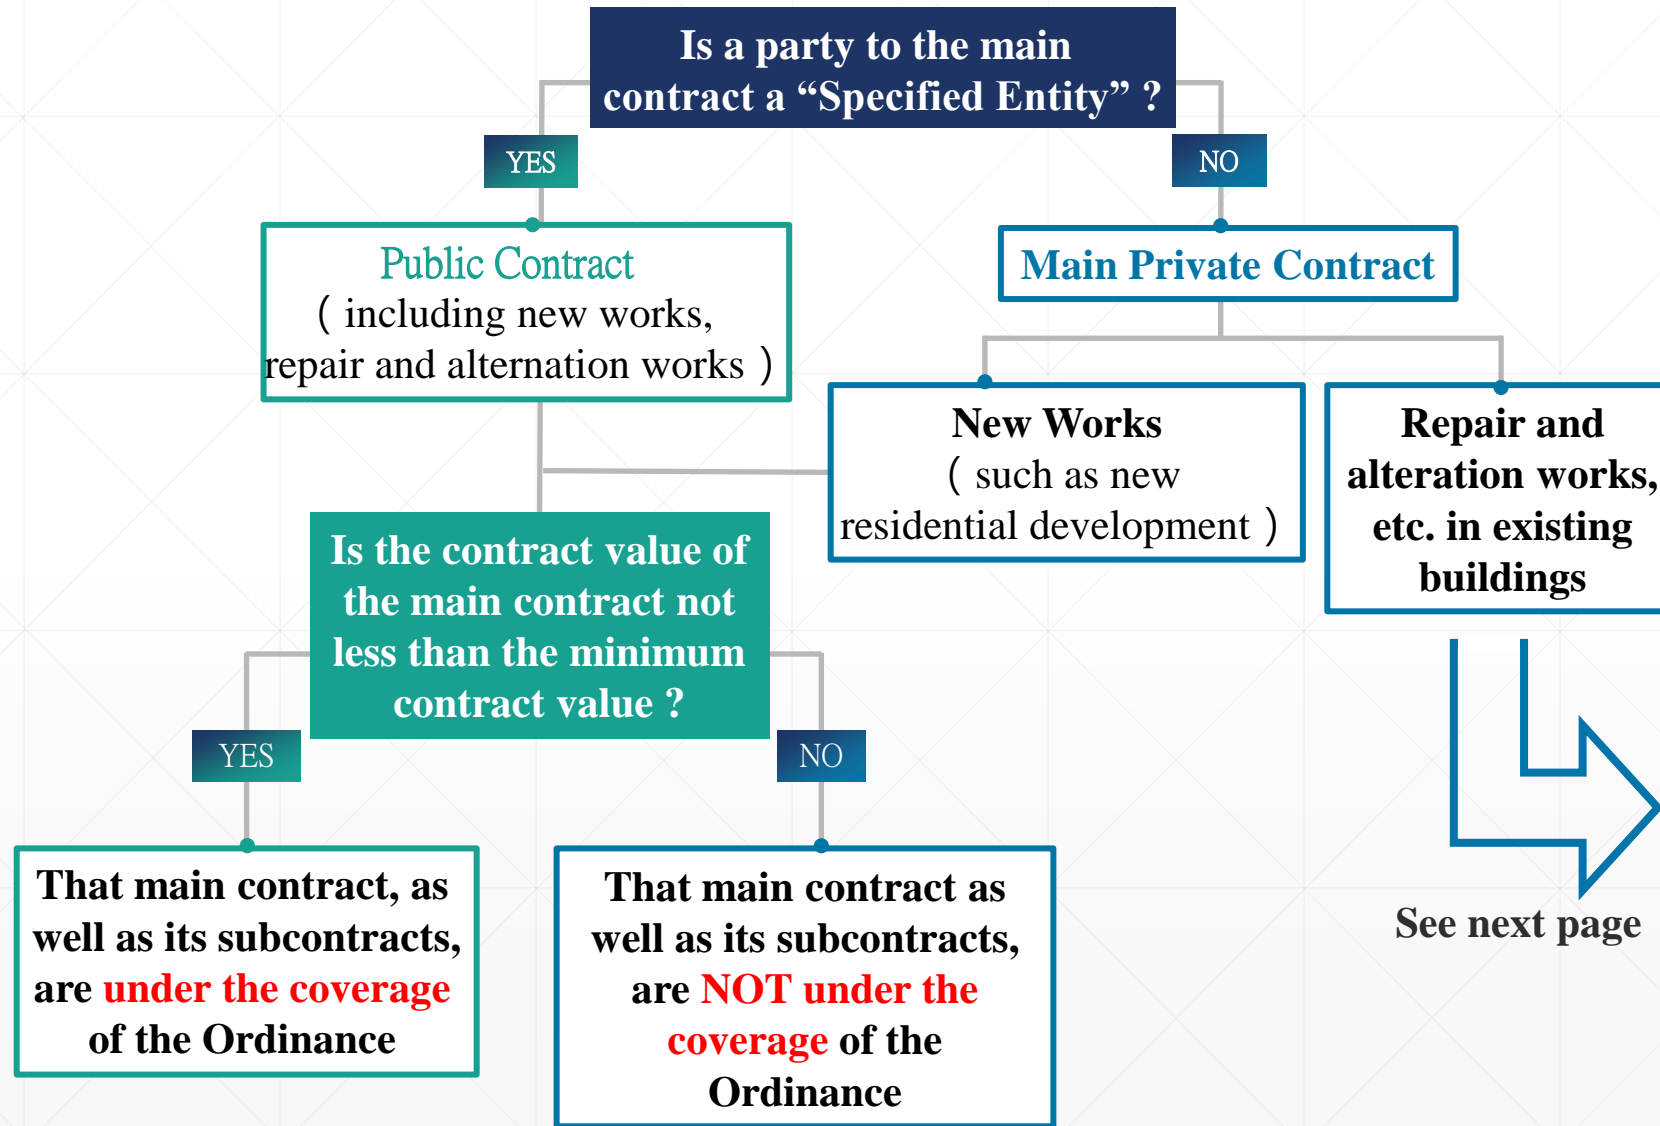 Is a party to the main
contract a “Specified Entity” ?
YES
NO
Public Contract
( including new works,
repair and alternation works )
Main Private Contract
New Works
( such as new
residential development )
Repair and
alteration works,
etc. in existing
buildings
Is the contract value of
the main contract not
less than the minimum
contract value ?
YES
NO
That main contract, as
well as its subcontracts,
are under the coverage
of the Ordinance
That main contract as
well as its subcontracts,
are NOT under the
coverage of the
Ordinance
See next page